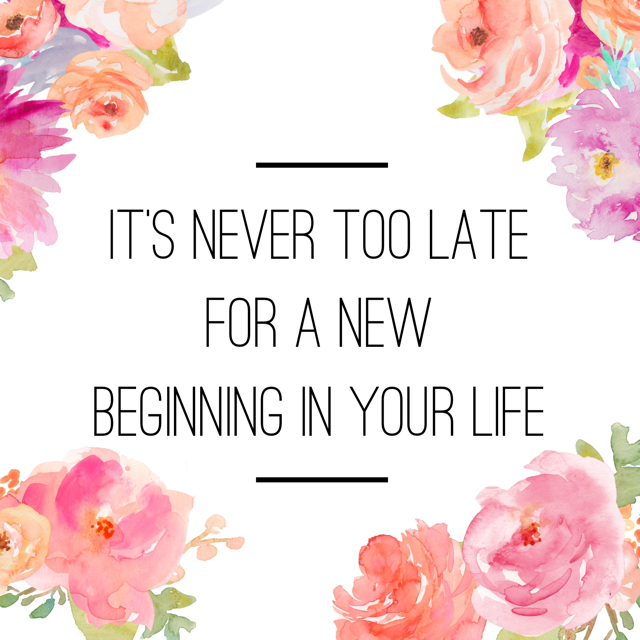 IT'S NEVER TOO LATE
FOR A NEW
BEGINNING IN YOUR LIFE